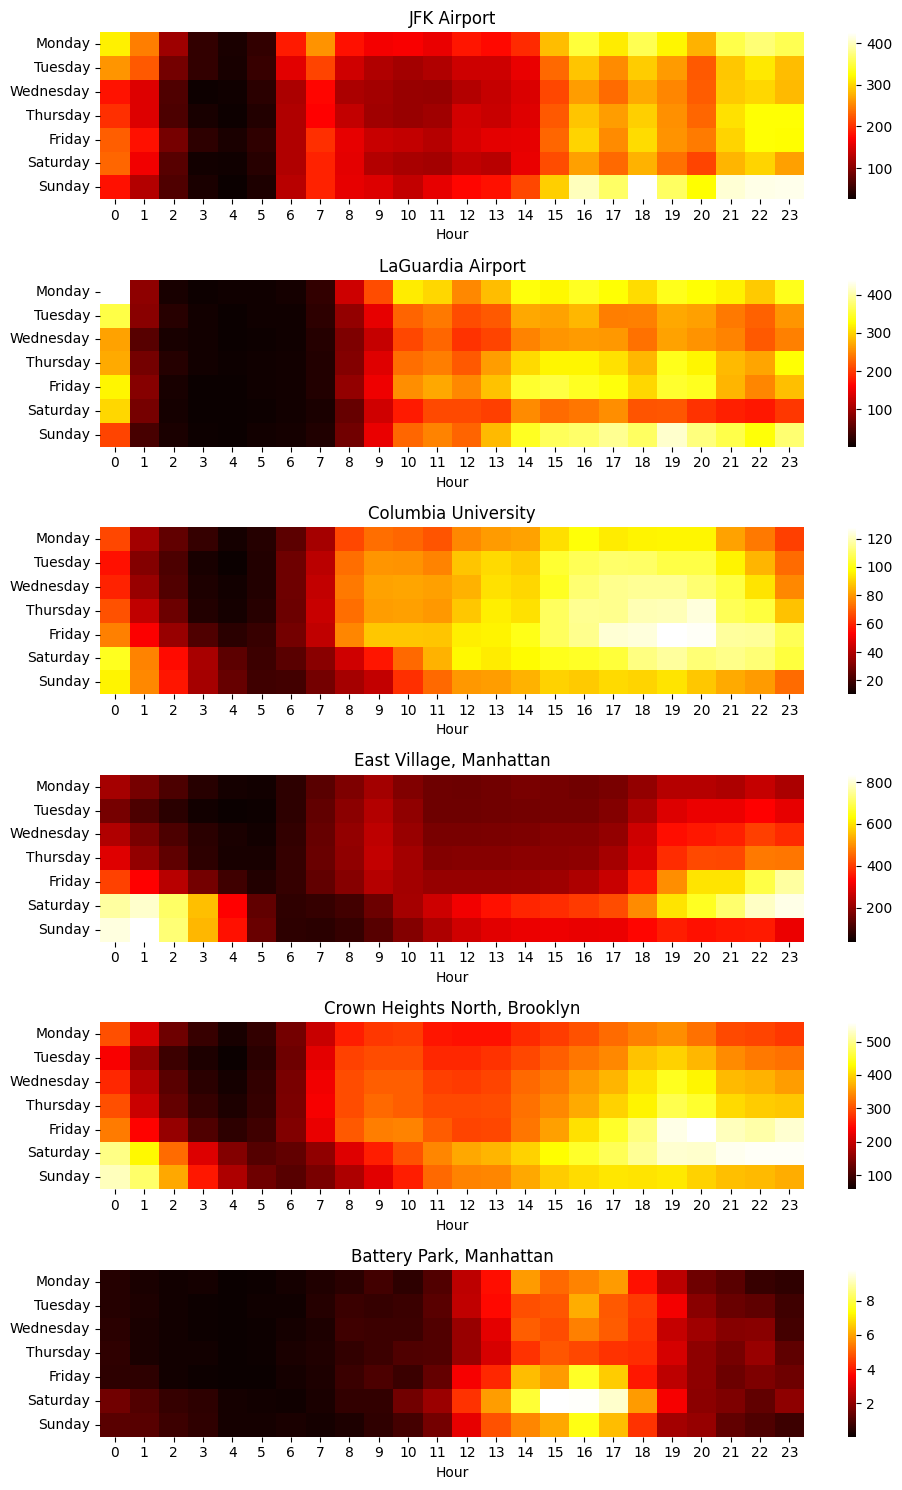 JFK Airport
Monday
Tuesday
Wednesday
Thursday
Friday
Saturday
Sunday
0 1 2 3 4 5 6 7 8 9 10 11 12 13 14 15 16 17 18 19 20 21 22 23
Hour
400
300
200
100
LaGuardia Airport
Monday
Tuesday
Wednesday
Thursday
Friday
Saturday
Sunday
0 1 2 3 4 5 6 7 8 9 10 11 12 13 14 15 16 17 18 19 20 21 22 23
Hour
400
300
200
100
Columbia University
Monday
Tuesday
Wednesday
Thursday
Friday
Saturday
Sunday
0 1 2 3 4 5 6 7 8 9 10 11 12 13 14 15 16 17 18 19 20 21 22 23
Hour
120
100
80
60
40
20
East Village, Manhattan
Monday
Tuesday
Wednesday
Thursday
Friday
Saturday
Sunday
0 1 2 3 4 5 6 7 8 9 10 11 12 13 14 15 16 17 18 19 20 21 22 23
Hour
800
600
400
200
Crown Heights North, Brooklyn
Monday
Tuesday
Wednesday
Thursday
Friday
Saturday
Sunday
0 1 2 3 4 5 6 7 8 9 10 11 12 13 14 15 16 17 18 19 20 21 22 23
Hour
500
400
300
200
100
Battery Park, Manhattan
Monday
Tuesday
Wednesday
Thursday
Friday
Saturday
Sunday
0 1 2 3 4 5 6 7 8 9 10 11 12 13 14 15 16 17 18 19 20 21 22 23
Hour
8
6
4
2